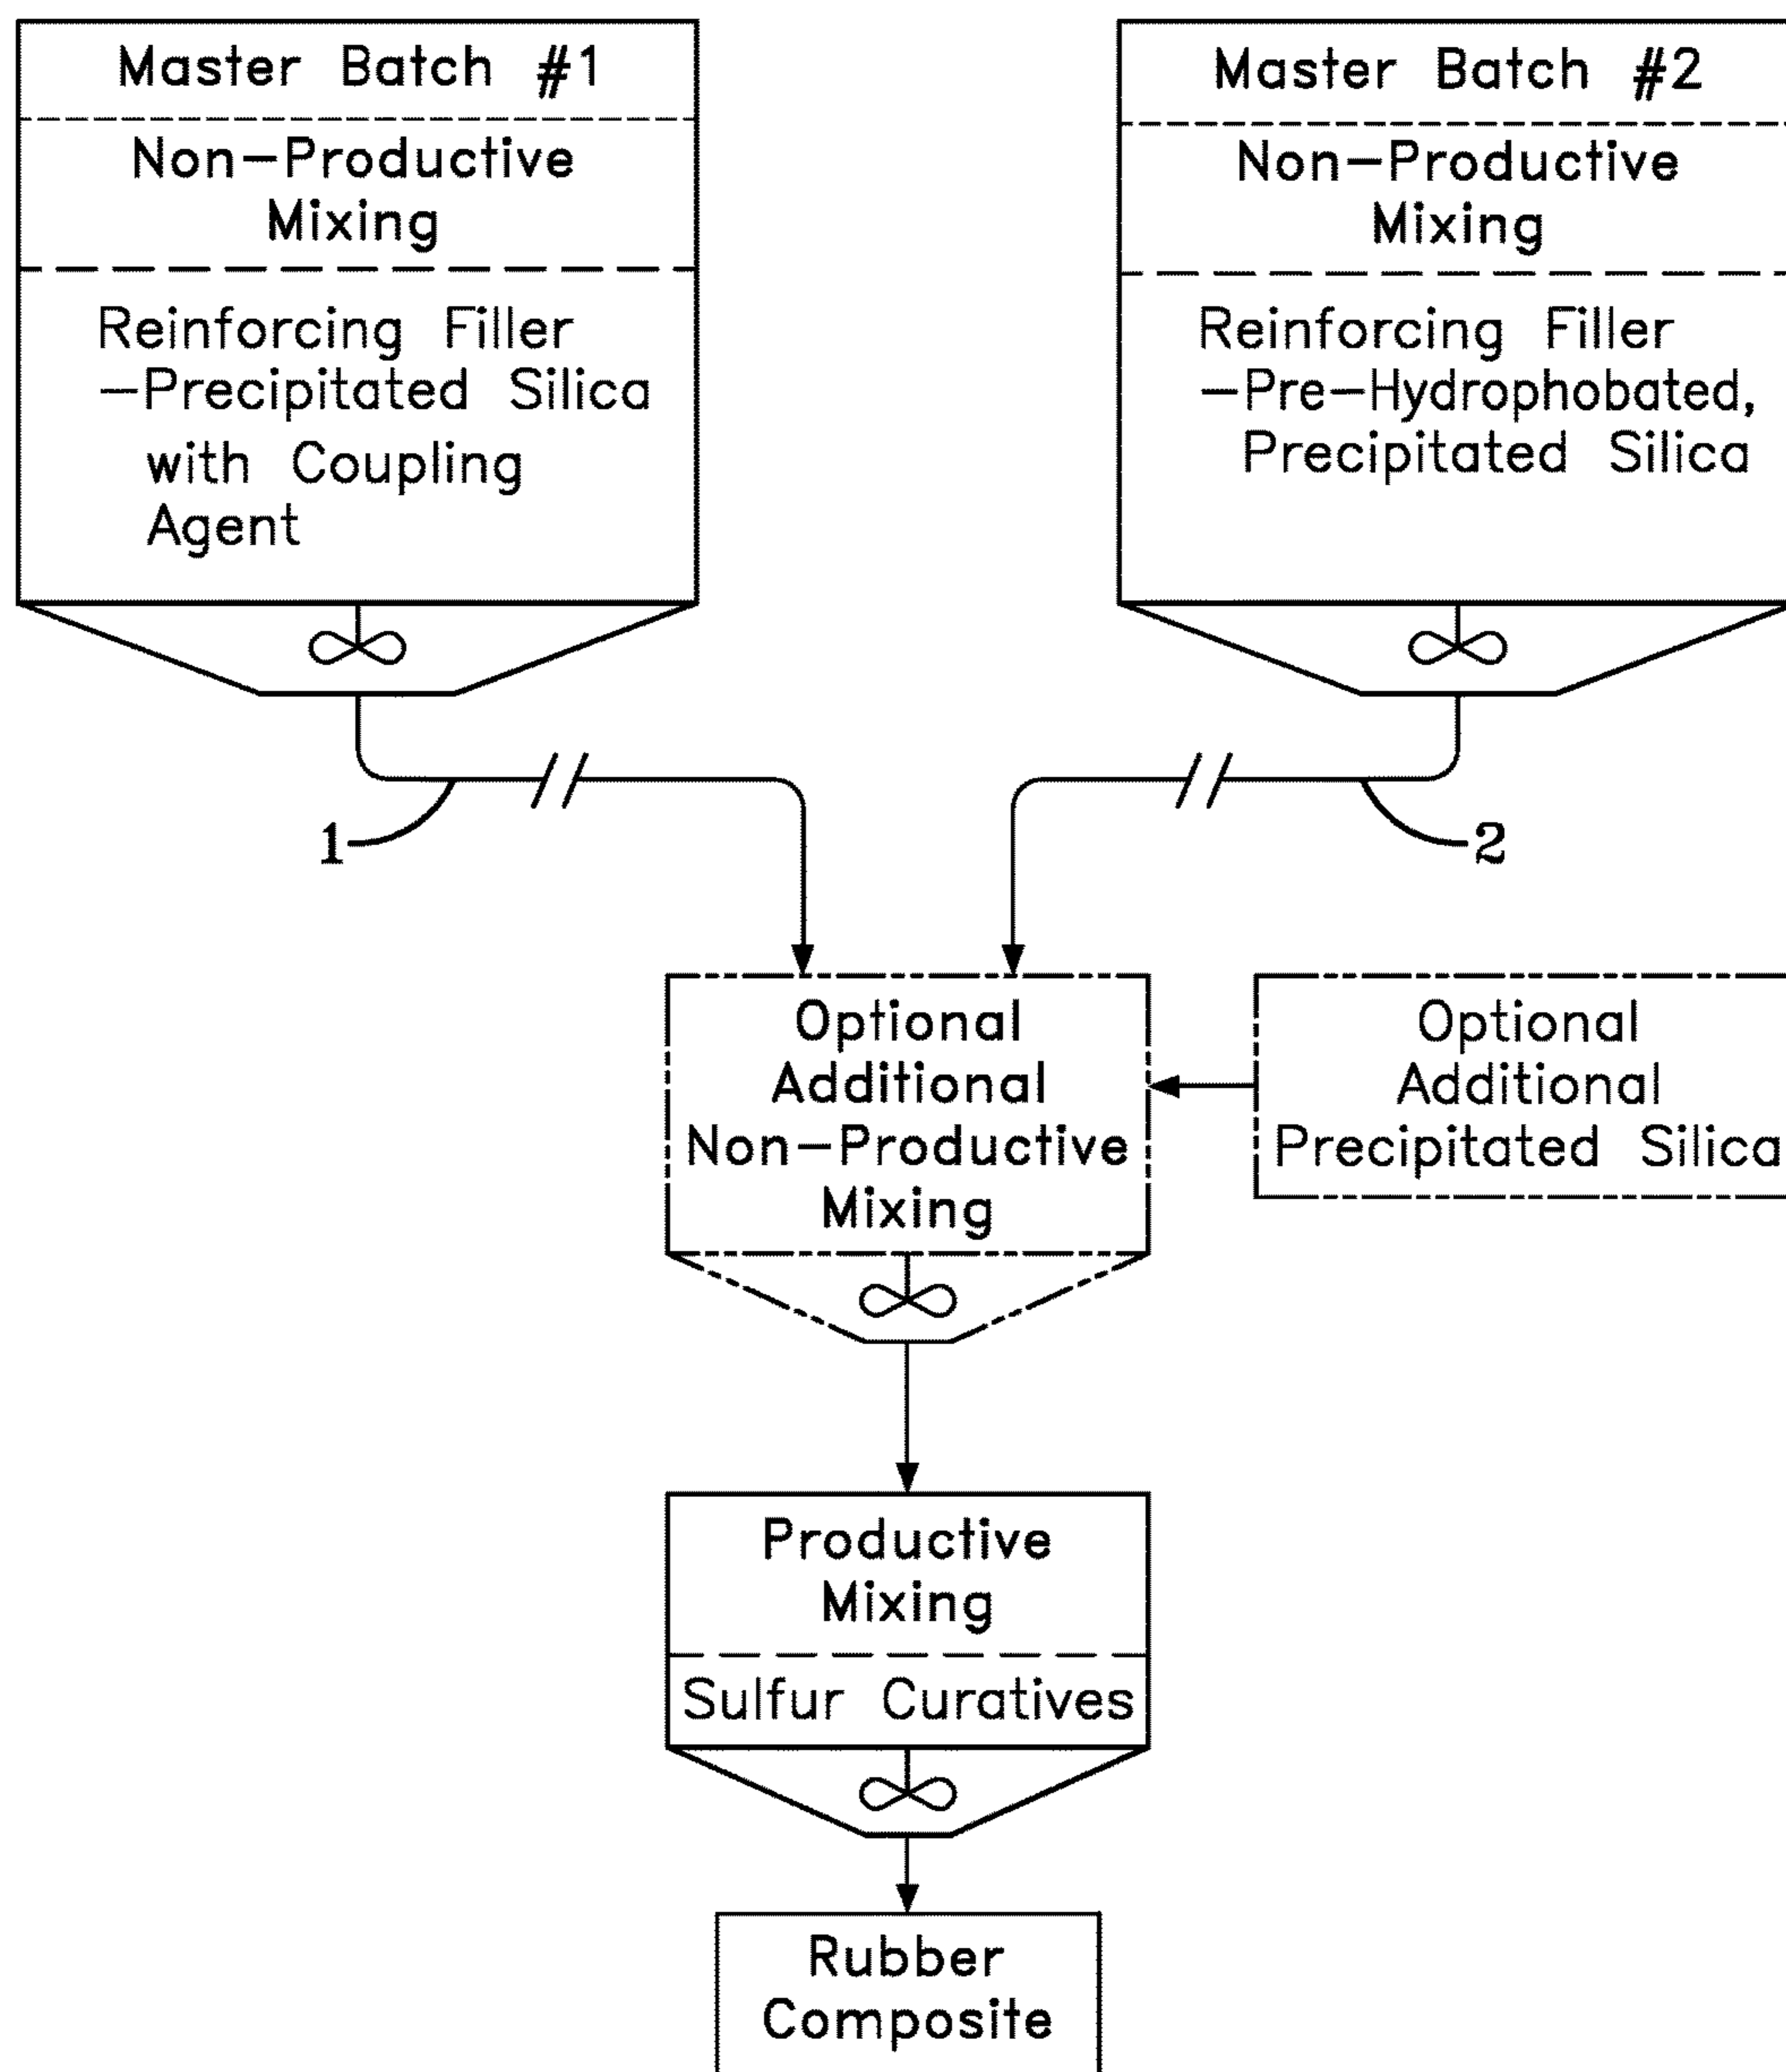 Master Batch #1
Non-Productive
Mixing
Reinforcing Filler
-Precipitated Silica
with Coupling
Agent
Master Batch #2
Non-Productive
Mixing
Reinforcing Filler
-Pre-Hydrophobated,
Precipitated Silica
1
2
Optional
Additional
Non-Productive
Mixing
Optional
Additional
Precipitated Silica
Productive
Mixing
Sulfur Curatives
Rubber
Composite